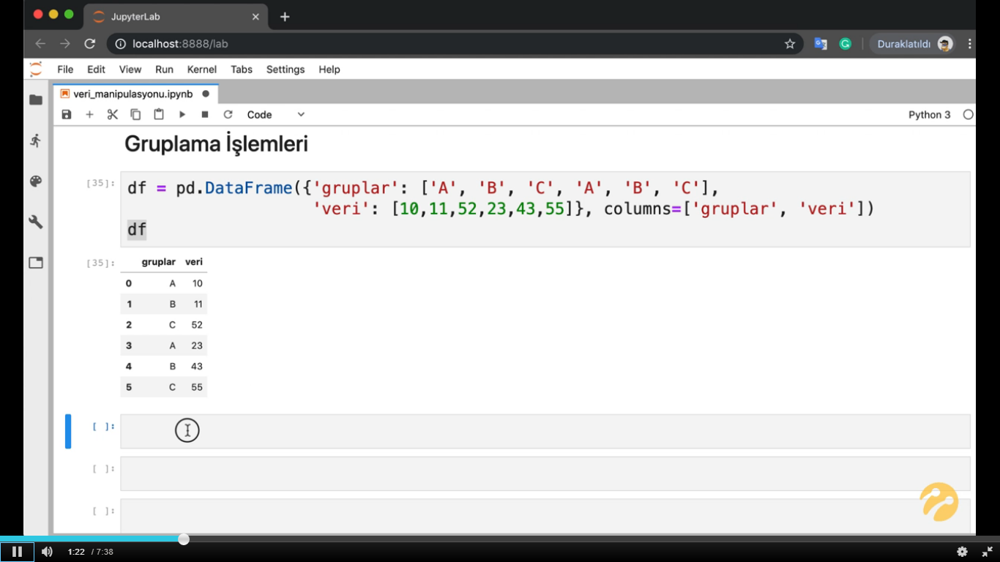 JupyterLab
localhost:8888/lab
Duraklatıldı
File Edit View Run Kernel Tabs Settings Help
veri_manipulasyonu.ipynb
Code
Python 3
Gruplama İşlemleri
[35]: df = pd.DataFrame({'gruplar': ['A', 'B', 'C', 'A', 'B', 'C'],
'veri': [10,11,52,23,43,55]}, columns=['gruplar', 'veri'])
df
[35]: gruplar veri
0 A 10
1 B 11
2 C 52
3 A 23
4 B 43
5 C 55
[ ]:
[ ]:
[ ]:
1:22 / 7:38